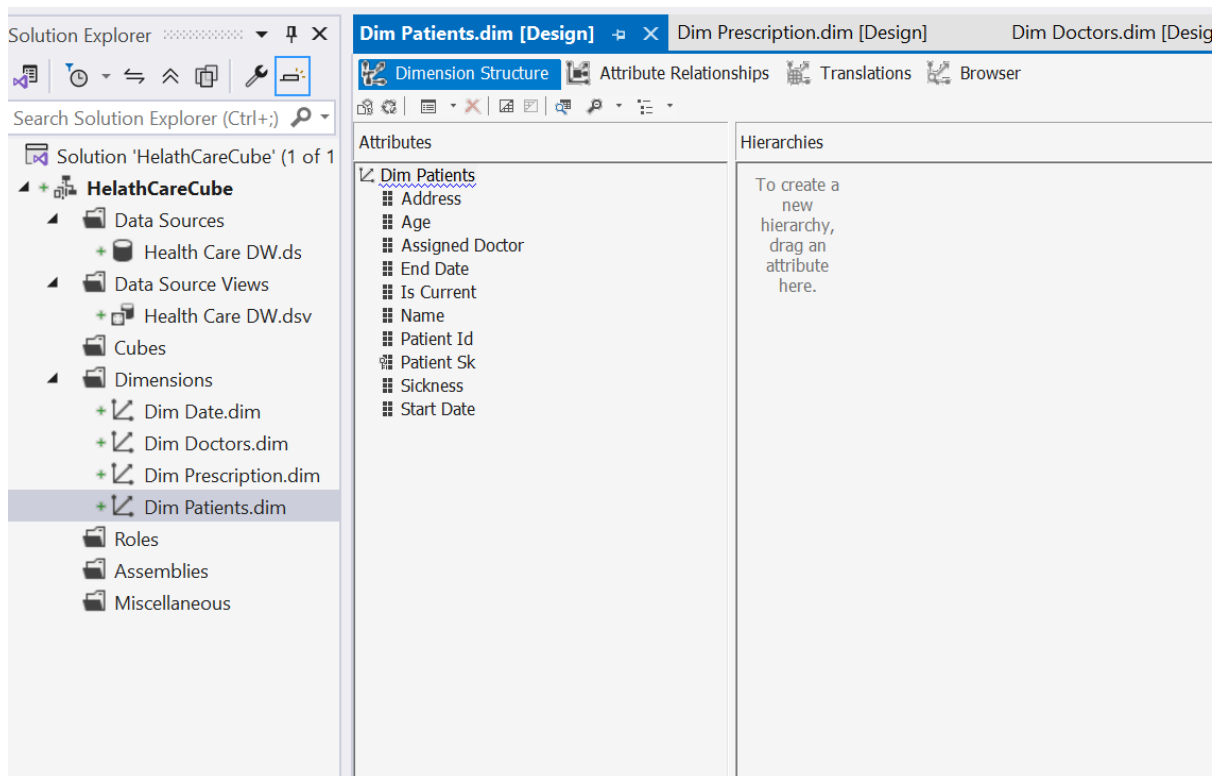 Solution Explorer
Dim Patients.dim [Design]
Dim Prescription.dim [Design]
Dim Doctors.dim [Desig
Dimension Structure
Attribute Relationships
Translations
Browser
Search Solution Explorer (Ctrl+;)
Solution 'HelathCareCube' (1 of 1
HelathCareCube
Data Sources
Health Care DW.ds
Data Source Views
Health Care DW.dsv
Cubes
Dimensions
Dim Date.dim
Dim Doctors.dim
Dim Prescription.dim
Dim Patients.dim
Roles
Assemblies
Miscellaneous
Attributes
Dim Patients
Address
Age
Assigned Doctor
End Date
Is Current
Name
Patient Id
Patient Sk
Sickness
Start Date
Hierarchies
To create a
new
hierarchy,
drag an
attribute
here.